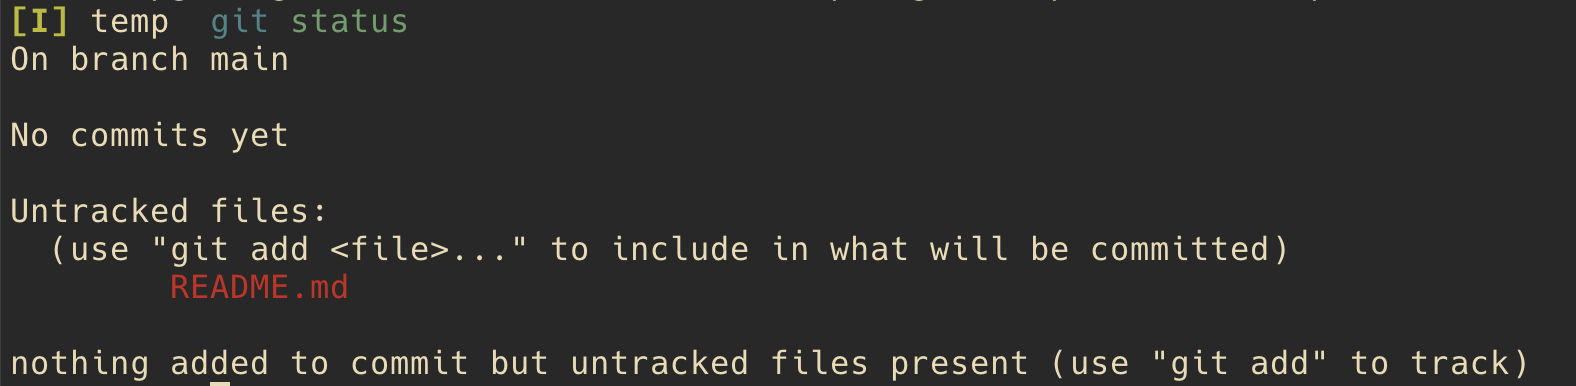 [I] temp git status
On branch main
No commits yet
Untracked files:
(use "git add <file>..." to include in what will be committed)
README.md
nothing added to commit but untracked files present (use "git add" to track)